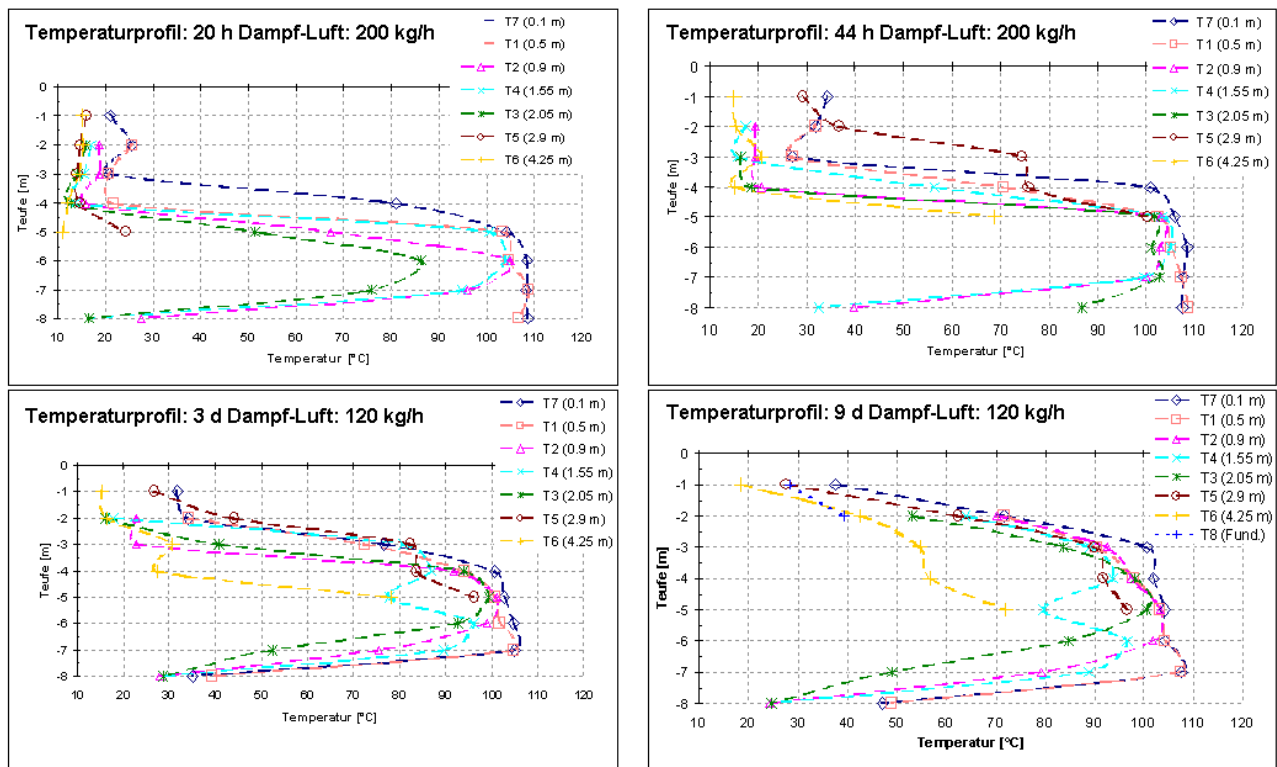 Temperaturprofil: 20 h Dampf-Luft: 200 kg/h
T7 (0.1 m)
T1 (0.5 m)
T2 (0.9 m)
T4 (1.55 m)
T3 (2.05 m)
T5 (2.9 m)
T6 (4.25 m)
0
-1
-2
-3
-4
-5
-6
-7
-8
Teufe [m]
10 20 30 40 50 60 70 80 90 100 110 120
Temperatur [°C]
Temperaturprofil: 44 h Dampf-Luft: 200 kg/h
T7 (0.1 m)
T1 (0.5 m)
T2 (0.9 m)
T4 (1.55 m)
T3 (2.05 m)
T5 (2.9 m)
T6 (4.25 m)
0
-1
-2
-3
-4
-5
-6
-7
-8
Teufe [m]
10 20 30 40 50 60 70 80 90 100 110 120
Temperatur [°C]
Temperaturprofil: 3 d Dampf-Luft: 120 kg/h
T7 (0.1 m)
T1 (0.5 m)
T2 (0.9 m)
T4 (1.55 m)
T3 (2.05 m)
T5 (2.9 m)
T6 (4.25 m)
0
-1
-2
-3
-4
-5
-6
-7
-8
Teufe [m]
10 20 30 40 50 60 70 80 90 100 110 120
Temperatur [°C]
Temperaturprofil: 9 d Dampf-Luft: 120 kg/h
T7 (0.1 m)
T1 (0.5 m)
T2 (0.9 m)
T4 (1.55 m)
T3 (2.05 m)
T5 (2.9 m)
T6 (4.25 m)
T8 (Fund.)
0
-1
-2
-3
-4
-5
-6
-7
-8
Teufe [m]
10 20 30 40 50 60 70 80 90 100 110 120
Temperatur [°C]